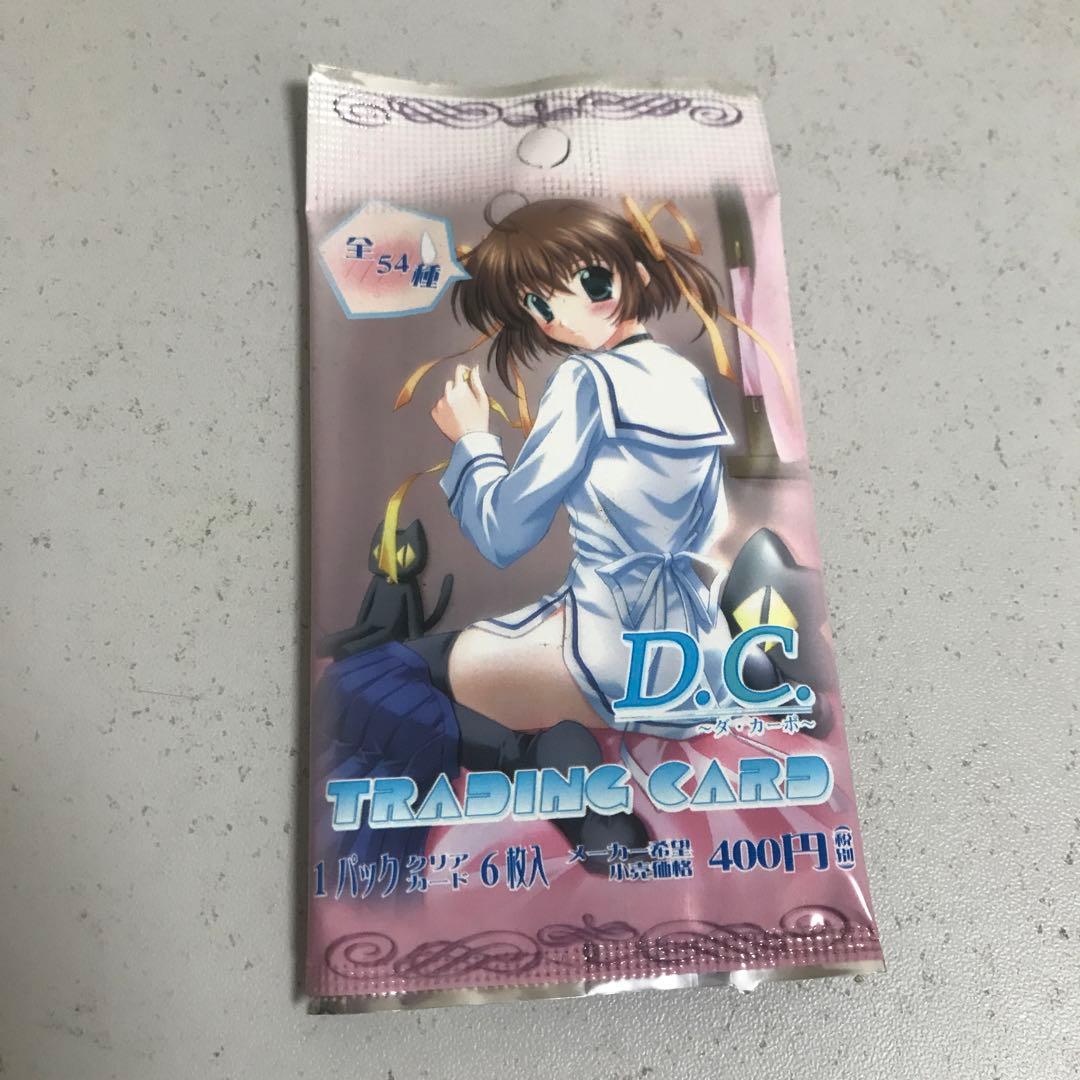 全54種
D.C.
～ダ・カーポ～
TRADING CARD
1パック クリアカード 6枚入 メーカー希望小売価格 400円(税別)